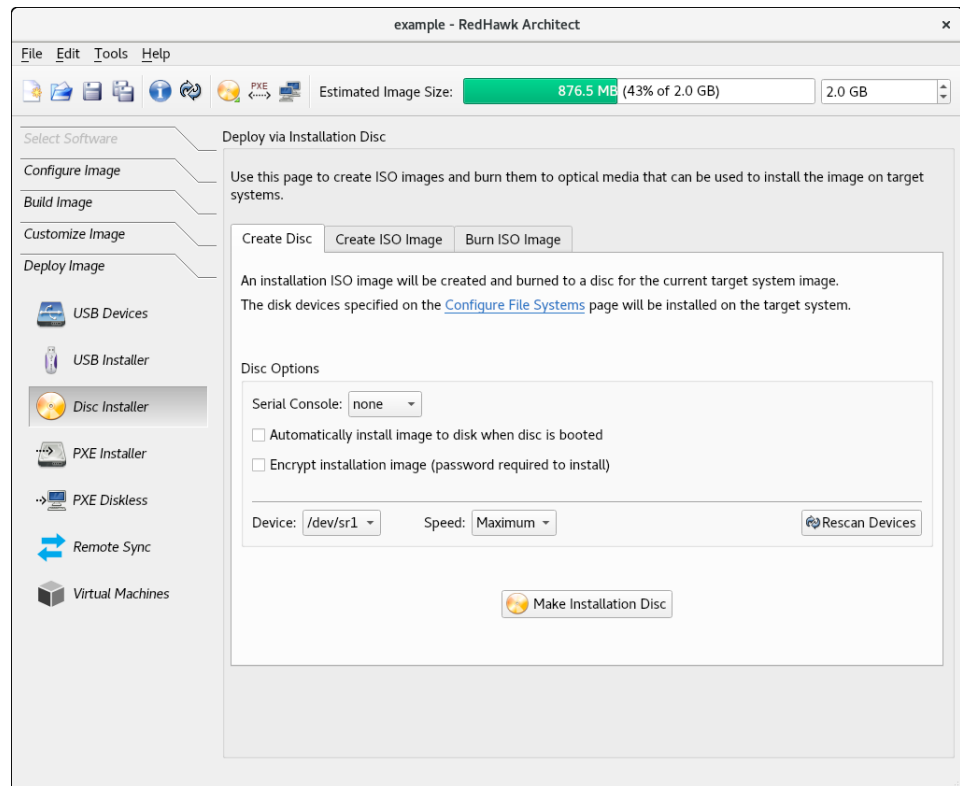 example - RedHawk Architect
File Edit Tools Help
PXE
Estimated Image Size: 876.5 MB (43% of 2.0 GB) 2.0 GB
Select Software
Configure Image
Build Image
Customize Image
Deploy Image
USB Devices
USB Installer
Disc Installer
PXE Installer
PXE Diskless
Remote Sync
Virtual Machines
Deploy via Installation Disc
Use this page to create ISO images and burn them to optical media that can be used to install the image on target
systems.
Create Disc Create ISO Image Burn ISO Image
An installation ISO image will be created and burned to a disc for the current target system image.
The disk devices specified on the Configure File Systems page will be installed on the target system.
Disc Options
Serial Console: none
Automatically install image to disk when disc is booted
Encrypt installation image (password required to install)
Device: /dev/sr1 Speed: Maximum Rescan Devices
Make Installation Disc